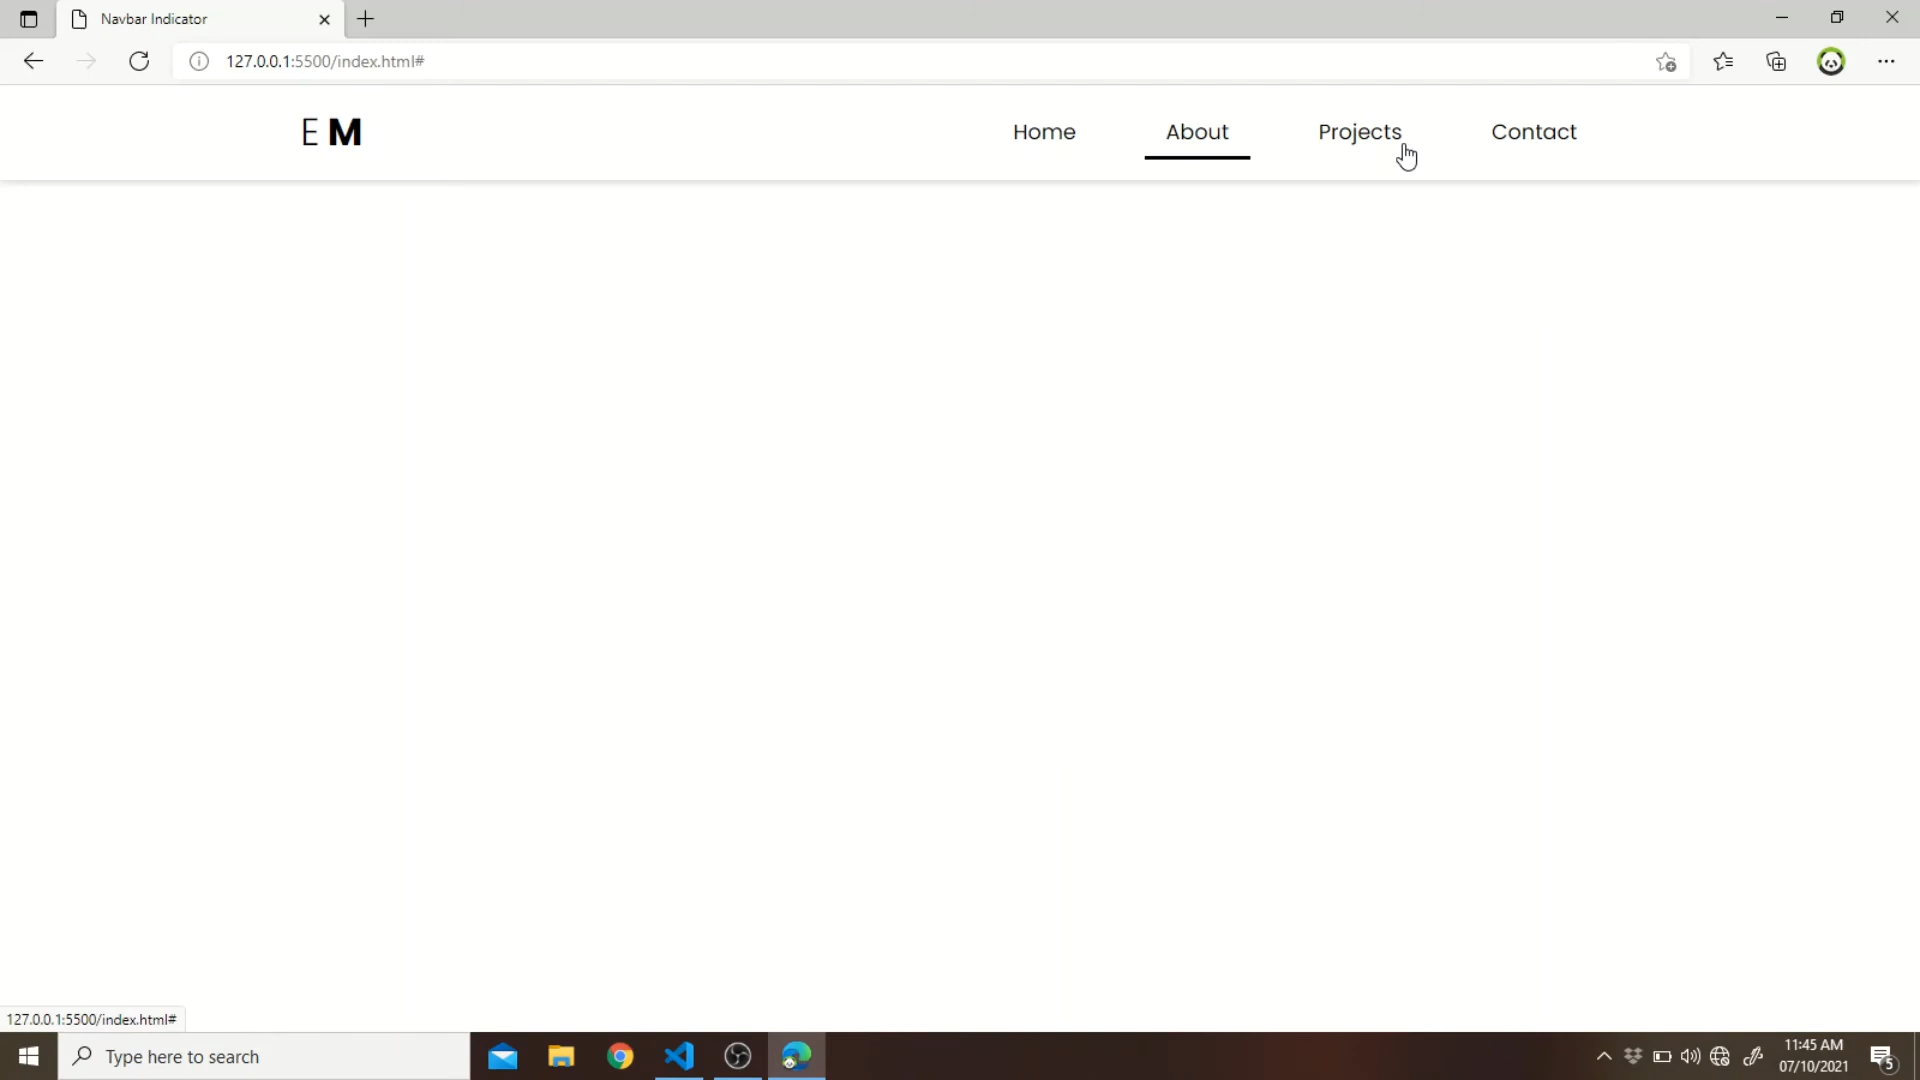 Navbar Indicator
127.0.0.1:5500/index.html#
E M
Home
About
Projects
Contact
127.0.0.1:5500/index.html#
Type here to search
11:45 AM
07/10/2021
5